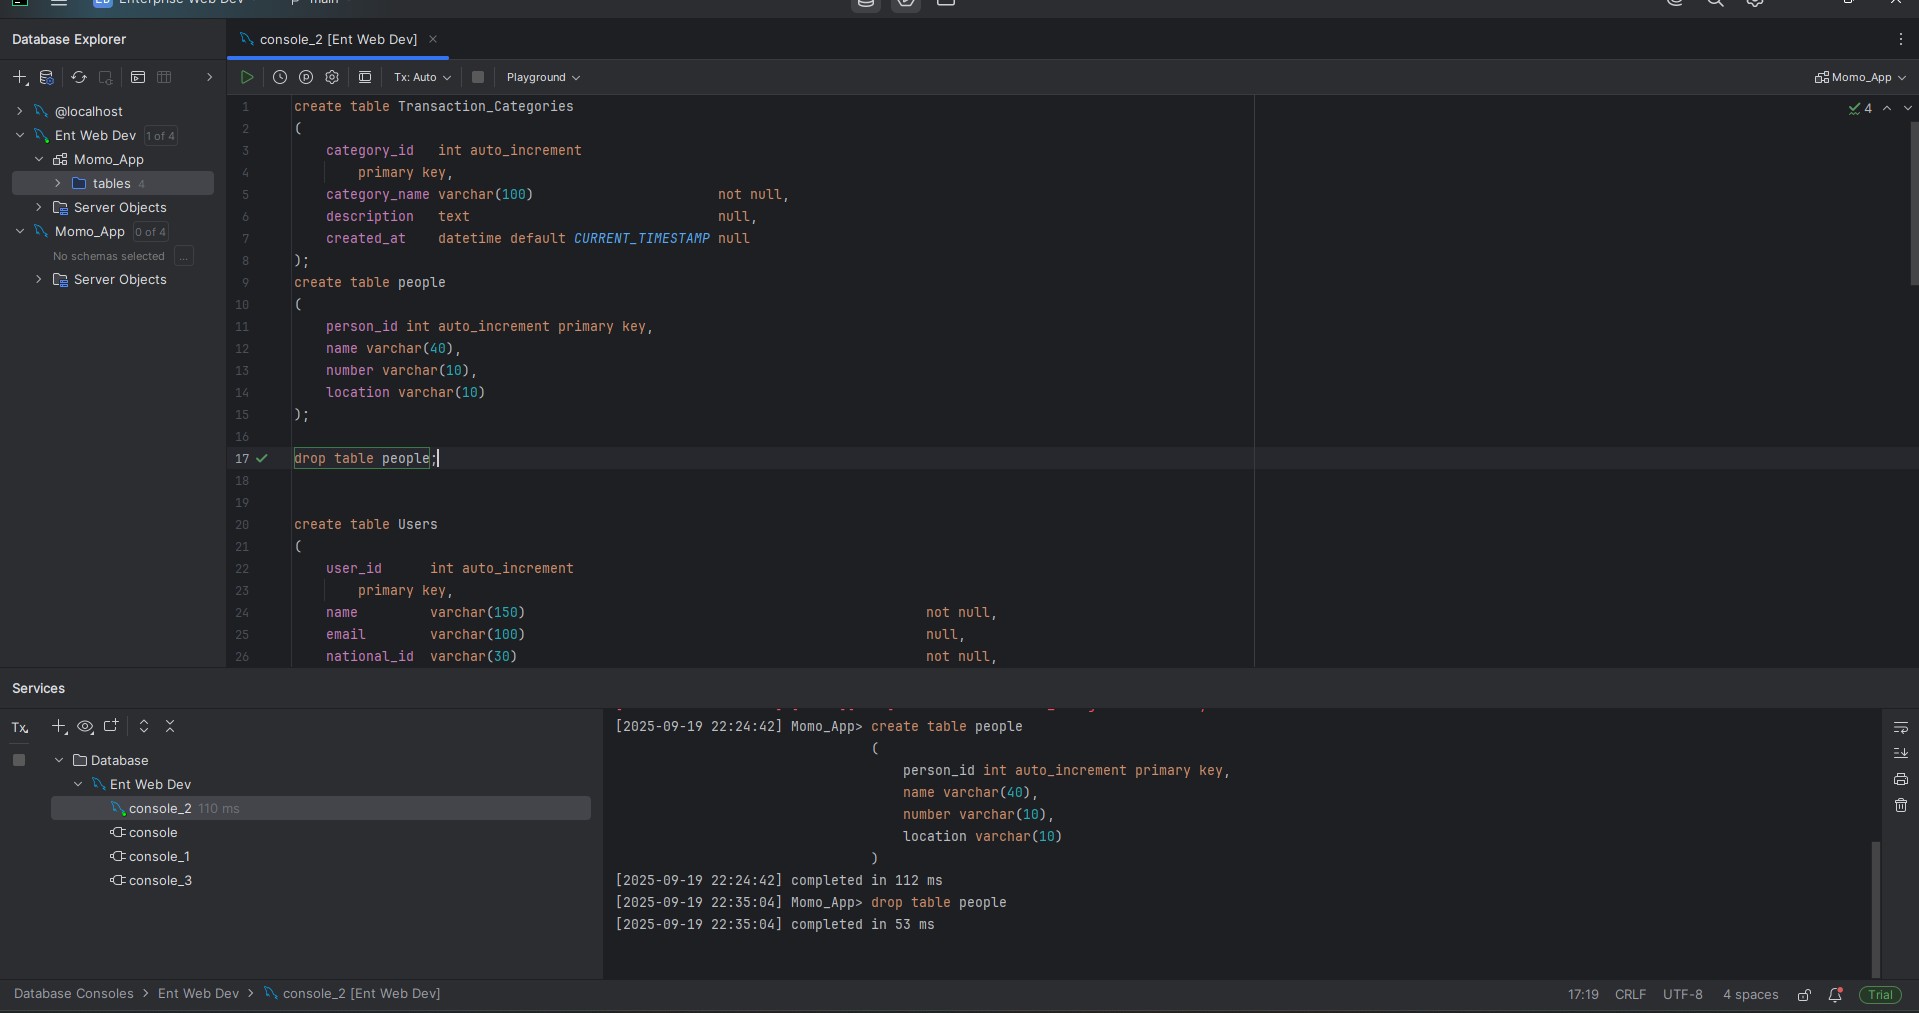 Enterprise Web Dev main
Database Explorer
console_2 [Ent Web Dev]
Tx: Auto
Playground
Momo_App
@localhost
Ent Web Dev 1 of 4
Momo_App
tables 4
Server Objects
Momo_App 0 of 4
No schemas selected ...
Server Objects
4
1 create table Transaction_Categories
2 (
3 category_id int auto_increment
4 primary key,
5 category_name varchar(100) not null,
6 description text null,
7 created_at datetime default CURRENT_TIMESTAMP null
8 );
9 create table people
10 (
11 person_id int auto_increment primary key,
12 name varchar(40),
13 number varchar(10),
14 location varchar(10)
15 );
16
17 drop table people;
18
19
20 create table Users
21 (
22 user_id int auto_increment
23 primary key,
24 name varchar(150) not null,
25 email varchar(100) null,
26 national_id varchar(30) not null,
Services
Tx
Database
Ent Web Dev
console_2 110 ms
console
console_1
console_3
[2025-09-19 22:24:42] Momo_App> create table people
(
person_id int auto_increment primary key,
name varchar(40),
number varchar(10),
location varchar(10)
)
[2025-09-19 22:24:42] completed in 112 ms
[2025-09-19 22:35:04] Momo_App> drop table people
[2025-09-19 22:35:04] completed in 53 ms
Database Consoles > Ent Web Dev > console_2 [Ent Web Dev]
17:19 CRLF UTF-8 4 spaces Trial